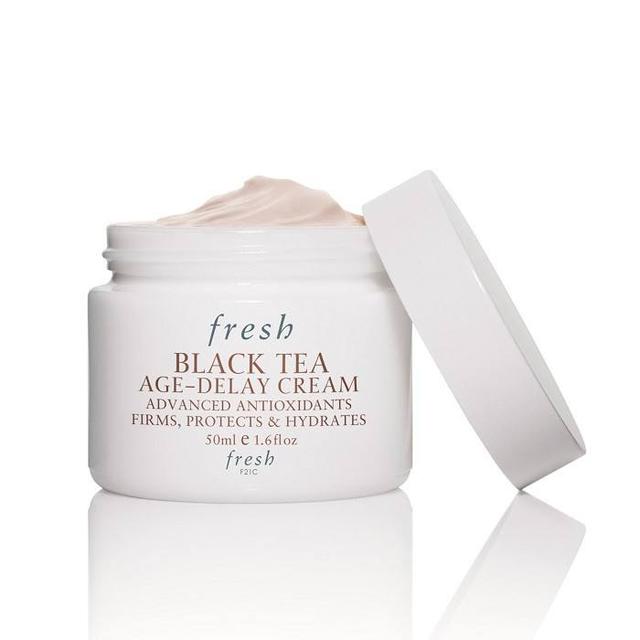 fresh
BLACK TEA
AGE-DELAY CREAM
ADVANCED ANTIOXIDANTS
FIRMS, PROTECTS & HYDRATES
50ml e 1.6floz
fresh
F21C